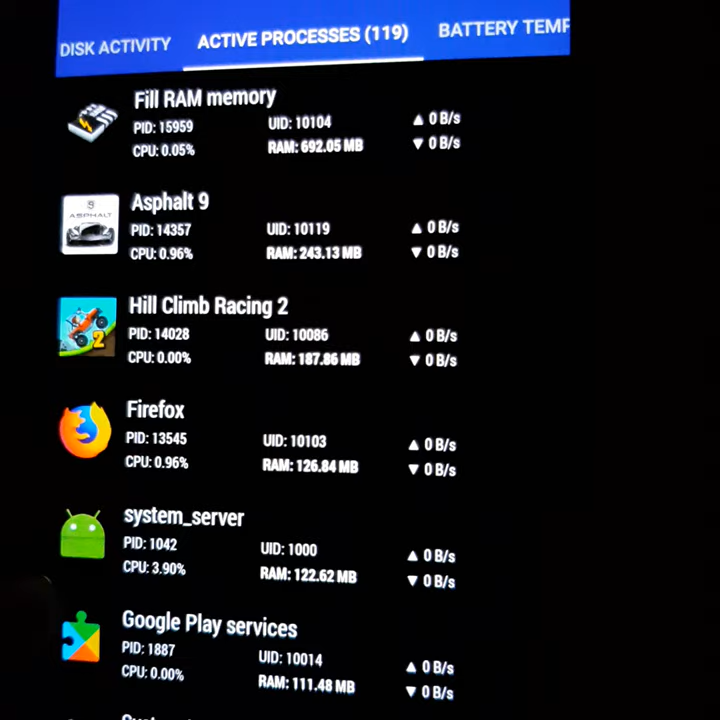 DISK ACTIVITY ACTIVE PROCESSES (119) BATTERY TEMP
Fill RAM memory
PID: 15959 UID: 10104 ▲ 0 B/s
CPU: 0.05% RAM: 692.05 MB ▼ 0 B/s
Asphalt 9
ASPHALT
PID: 14357 UID: 10119 ▲ 0 B/s
CPU: 0.96% RAM: 243.13 MB ▼ 0 B/s
Hill Climb Racing 2
PID: 14028 UID: 10086 ▲ 0 B/s
2
CPU: 0.00% RAM: 187.86 MB ▼ 0 B/s
Firefox
PID: 13545 UID: 10103 ▲ 0 B/s
CPU: 0.96% RAM: 126.84 MB ▼ 0 B/s
system_server
PID: 1042 UID: 1000 ▲ 0 B/s
CPU: 3.90% RAM: 122.62 MB ▼ 0 B/s
Google Play services
PID: 1887 UID: 10014 ▲ 0 B/s
CPU: 0.00% RAM: 111.48 MB ▼ 0 B/s